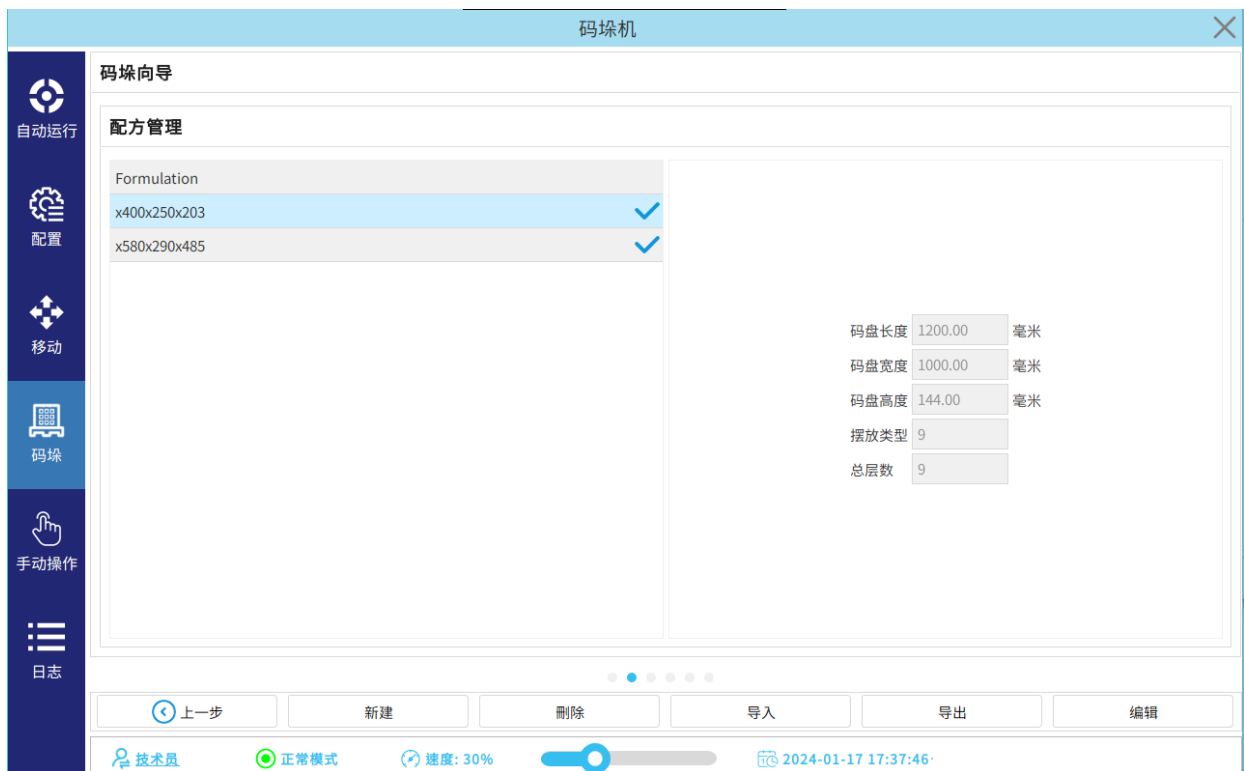 码垛机
码垛向导
自动运行
配方管理
Formulation
x400x250x203
x580x290x485
配置
移动
码垛
手动操作
日志
码盘长度 1200.00 毫米
码盘宽度 1000.00 毫米
码盘高度 144.00 毫米
摆放类型 9
总层数 9
上一步 新建 删除 导入 导出 编辑
技术员 正常模式 速度: 30% 2024-01-17 17:37:46